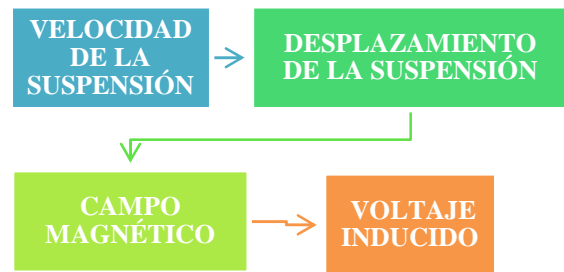 VELOCIDAD
DE LA
SUSPENSIÓN
DESPLAZAMIENTO
DE LA SUSPENSIÓN
CAMPO
MAGNÉTICO
VOLTAJE
INDUCIDO